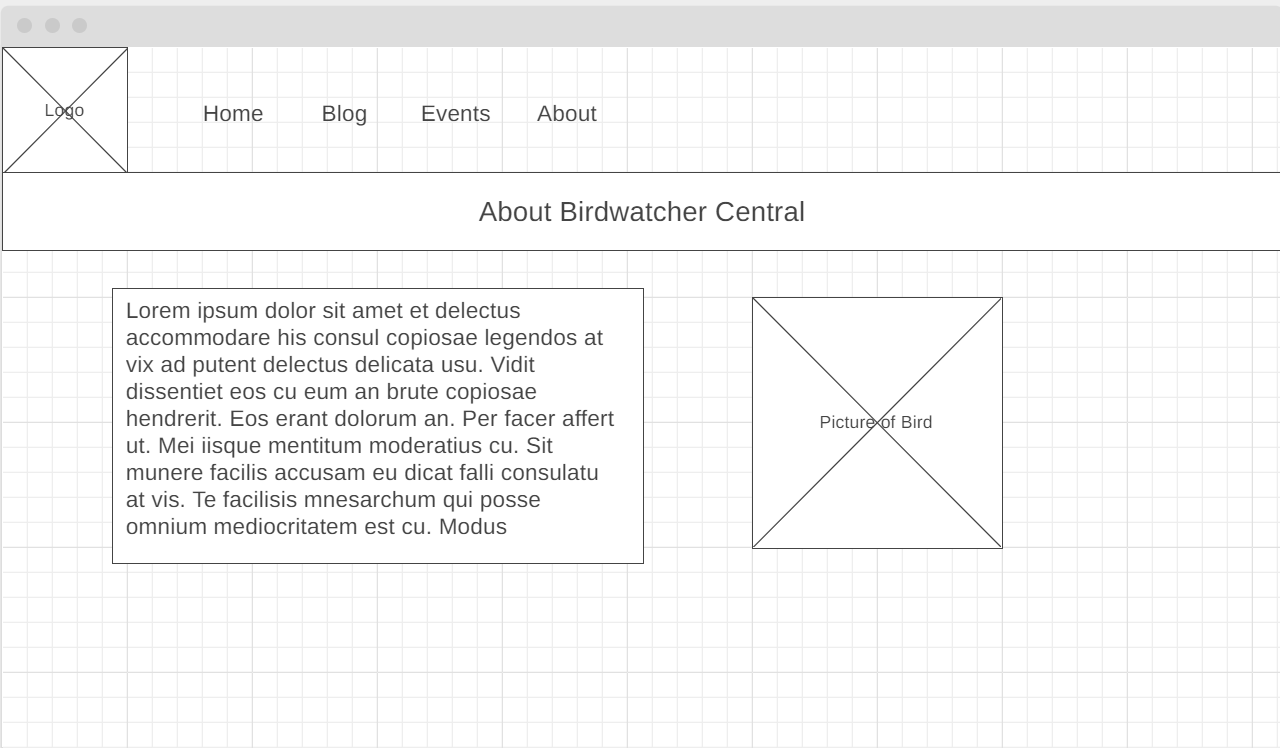 Logo
Home Blog Events About
About Birdwatcher Central
Lorem ipsum dolor sit amet et delectus
accommodare his consul copiosae legendos at
vix ad putent delectus delicata usu. Vidit
dissentiet eos cu eum an brute copiosae
hendrerit. Eos erant dolorum an. Per facer affert
ut. Mei iisque mentitum moderatius cu. Sit
munere facilis accusam eu dicat falli consulatu
at vis. Te facilisis mnesarchum qui posse
omnium mediocritatem est cu. Modus
Picture of Bird